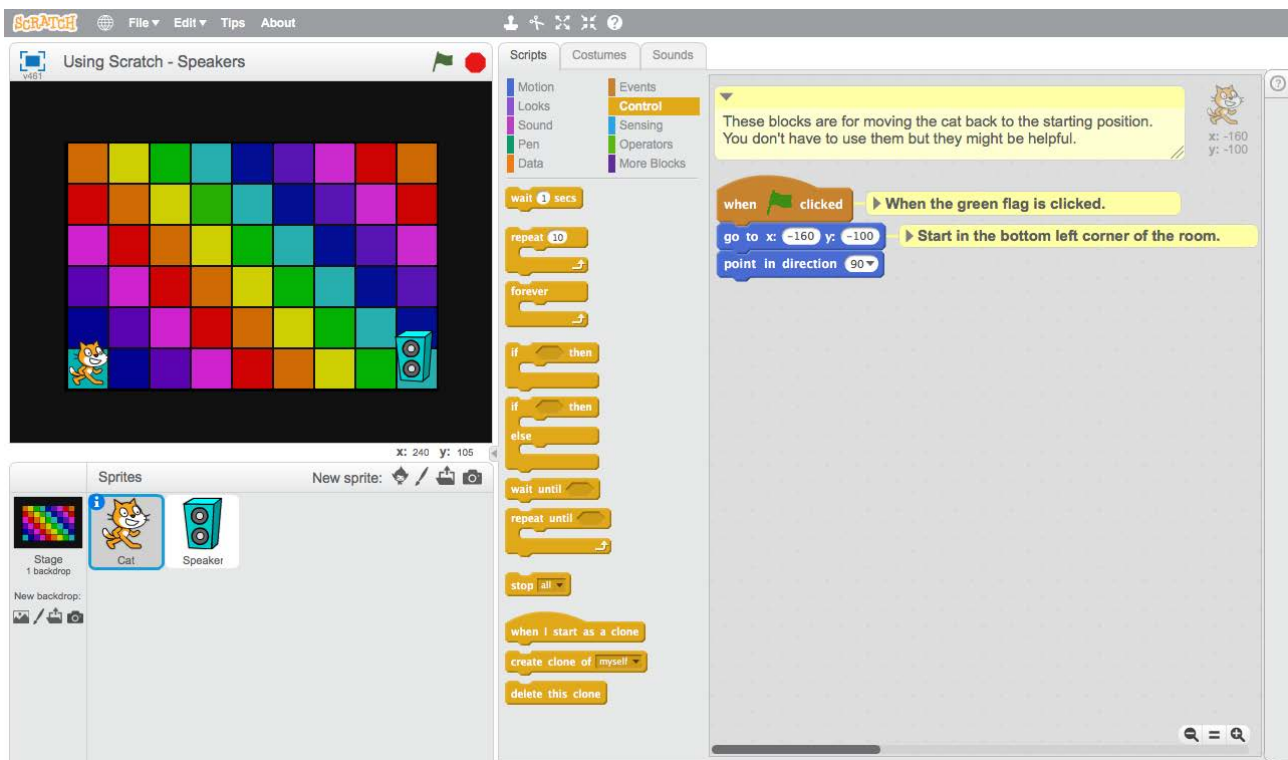 SCRATCH File Edit Tips About
Using Scratch - Speakers
v461
Scripts Costumes Sounds
Motion Events
Looks Control
Sound Sensing
Pen Operators
Data More Blocks
wait 1 secs
repeat 10
forever
if then
if then
else
wait until
repeat until
stop all
when I start as a clone
create clone of myself
delete this clone
These blocks are for moving the cat back to the starting position.
You don't have to use them but they might be helpful.
x: -160
y: -100
when clicked
When the green flag is clicked.
go to x: -160 y: -100
Start in the bottom left corner of the room.
point in direction 90
X: 240 y: 105
Sprites New sprite:
Stage
1 backdrop
New backdrop:
Cat
Speaker